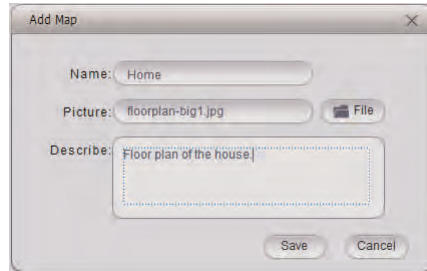 Add Map
Name: Home
Picture: floorplan-big1.jpg File
Describe: Floor plan of the house.
Save Cancel